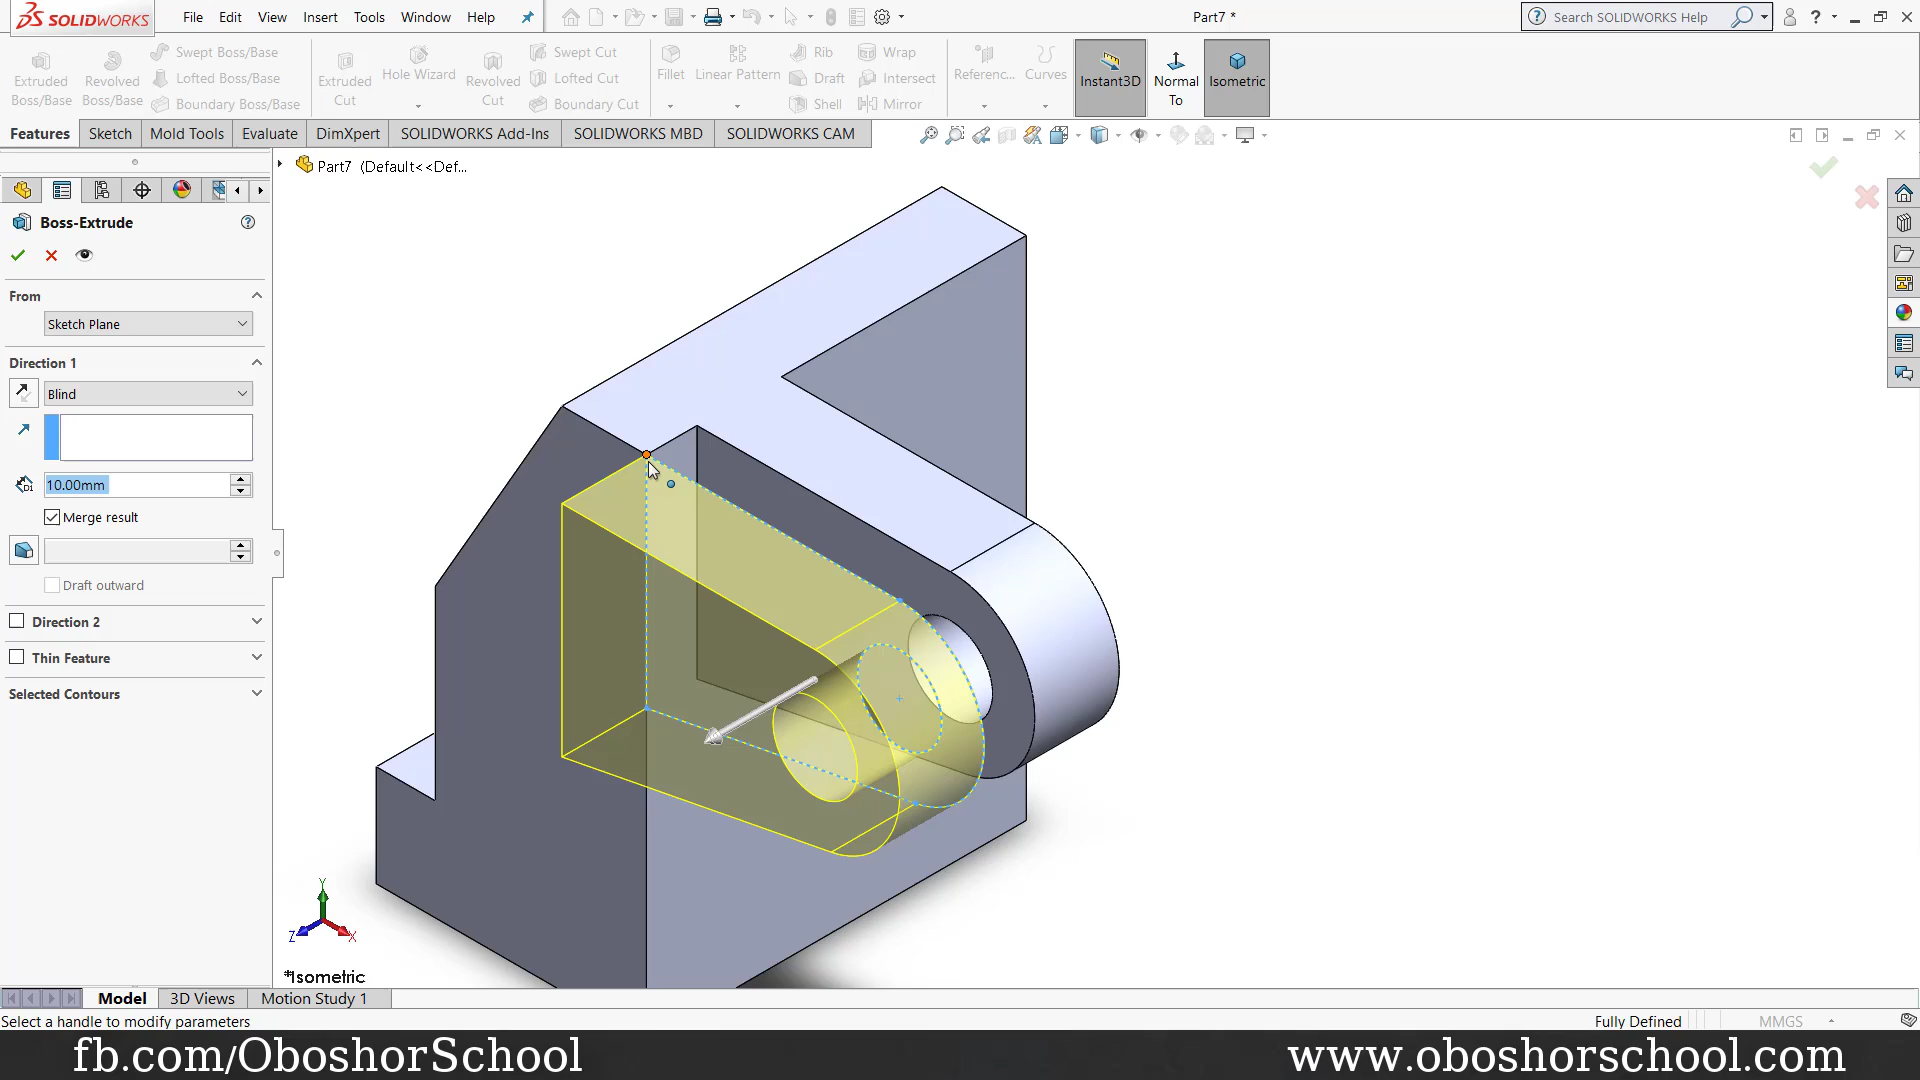 SOLIDWORKS File Edit View Insert Tools Window Help Part7 * Search SOLIDWORKS Help ?
Extruded Boss/Base Revolved Boss/Base Swept Boss/Base Lofted Boss/Base Boundary Boss/Base Extruded Cut Hole Wizard Revolved Cut Swept Cut Lofted Cut Boundary Cut Fillet Linear Pattern Rib Draft Shell Wrap Intersect Mirror Referenc... Curves Instant3D Normal To Isometric
Features Sketch Mold Tools Evaluate DimXpert SOLIDWORKS Add-Ins SOLIDWORKS MBD SOLIDWORKS CAM
Part7 (Default<<Def...
Boss-Extrude
From
Sketch Plane
Direction 1
Blind
10.00mm
Merge result
Draft outward
Direction 2
Thin Feature
Selected Contours
Y
Z X
*Isometric
Model 3D Views Motion Study 1
Select a handle to modify parameters Fully Defined MMGS
fb.com/OboshorSchool www.oboshorschool.com